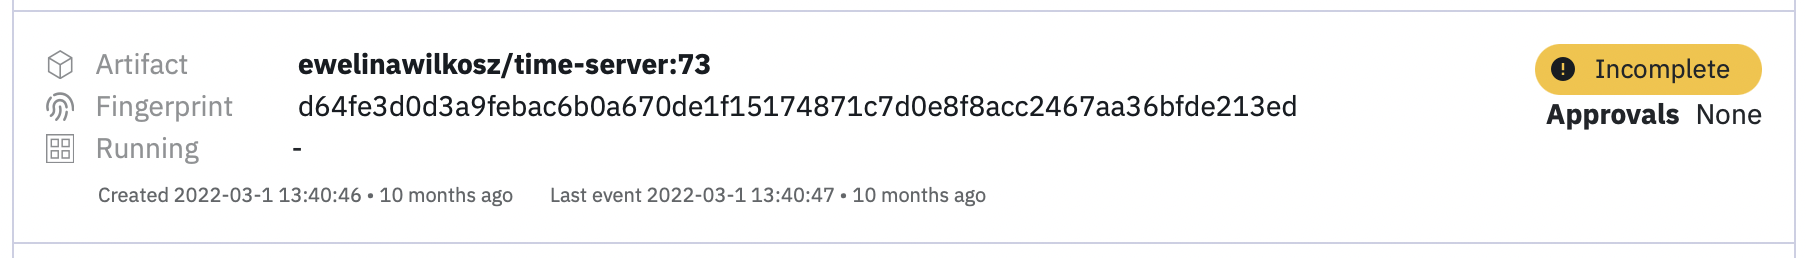 Artifact ewelinawilkosz/time-server:73
Incomplete
Fingerprint d64fe3d0d3a9febac6b0a670de1f15174871c7d0e8f8acc2467aa36bfde213ed
Approvals None
Running -
Created 2022-03-1 13:40:46 • 10 months ago Last event 2022-03-1 13:40:47 • 10 months ago